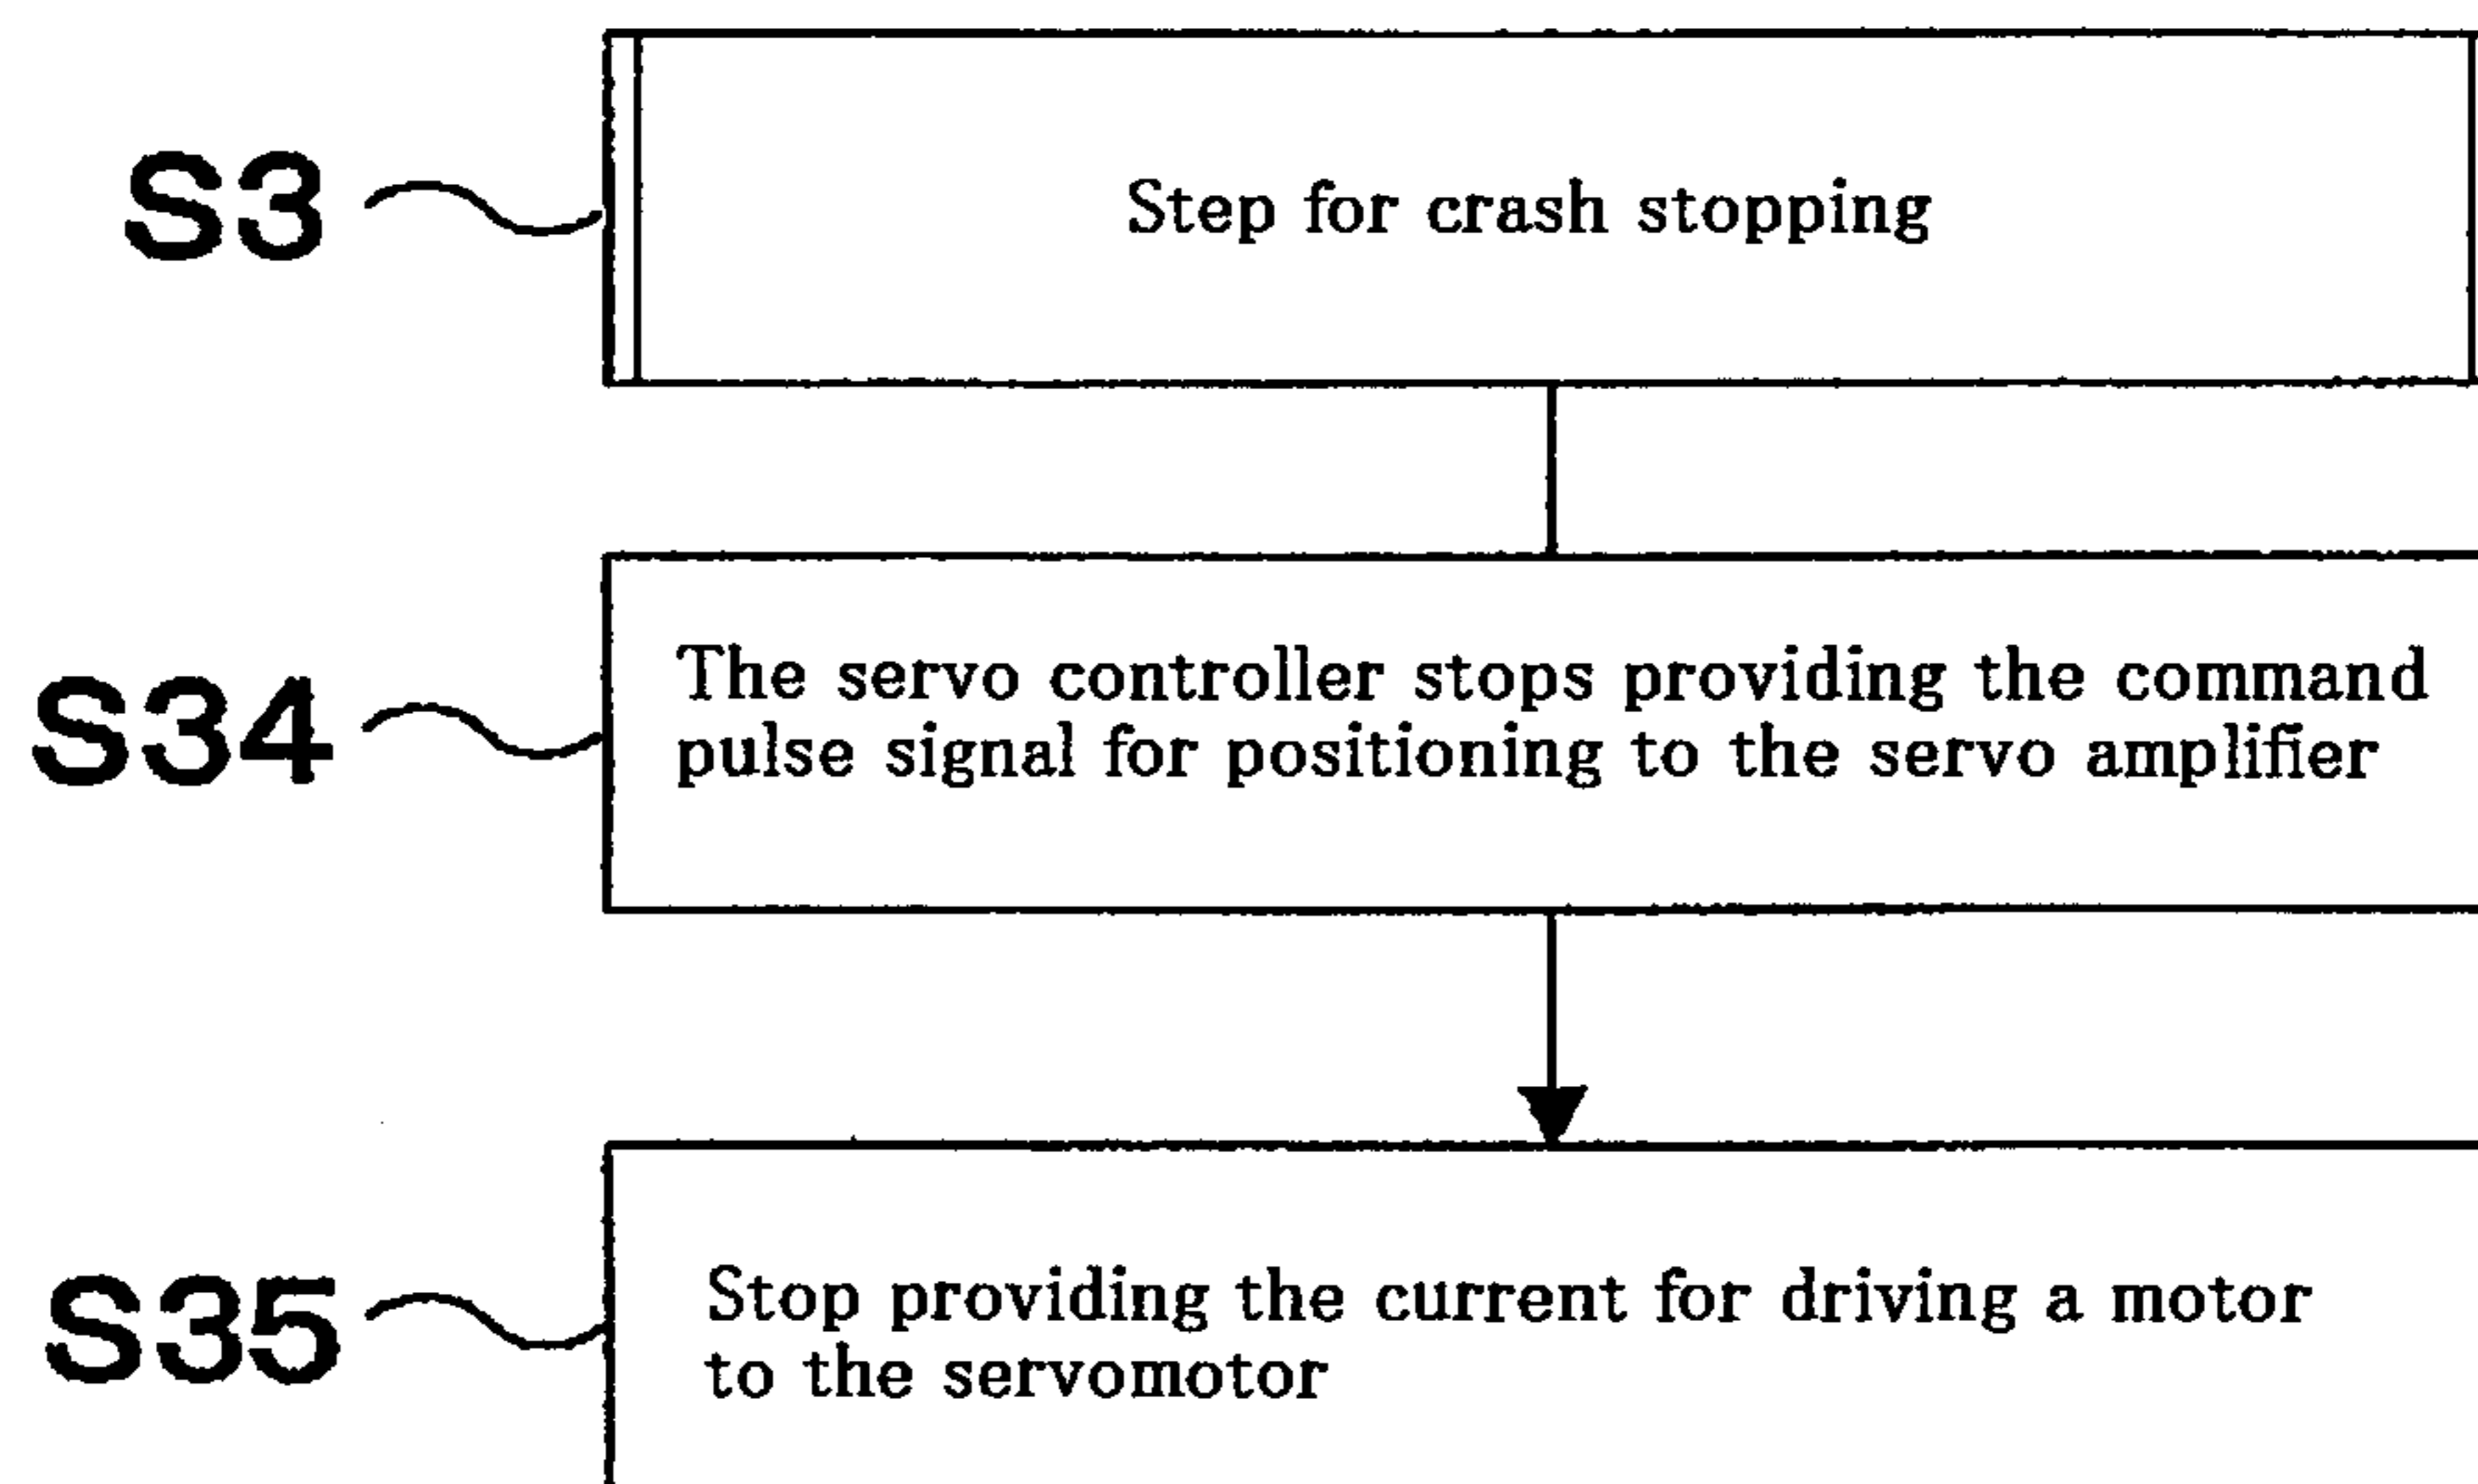 S3
Step for crash stopping
S34
The servo controller stops providing the command
pulse signal for positioning to the servo amplifier
S35
Stop providing the current for driving a motor
to the servomotor